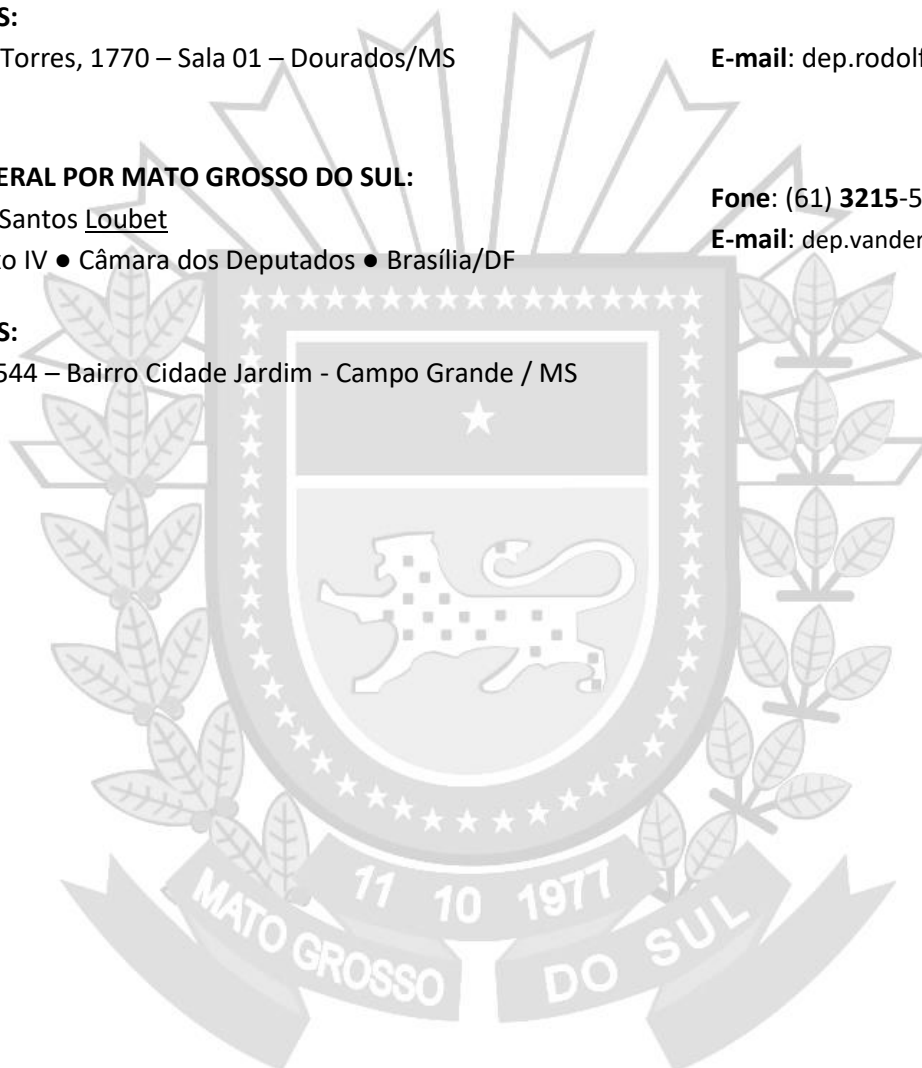 S:
Torres, 1770 – Sala 01 – Dourados/MS
E-mail: dep.rodolf
ERAL POR MATO GROSSO DO SUL:
Santos Loubet
Fone: (61) 3215-5
o IV ● Câmara dos Deputados ● Brasília/DF
E-mail: dep.vander
S:
544 – Bairro Cidade Jardim - Campo Grande / MS
11 10 1977
MATO GROSSO DO SUL